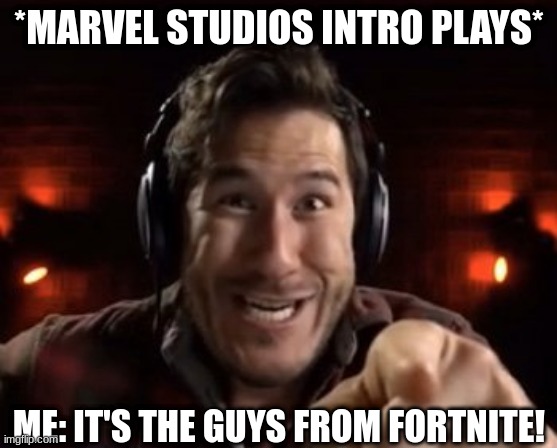 *MARVEL STUDIOS INTRO PLAYS*
ME: IT'S THE GUYS FROM FORTNITE!
imgflip.com